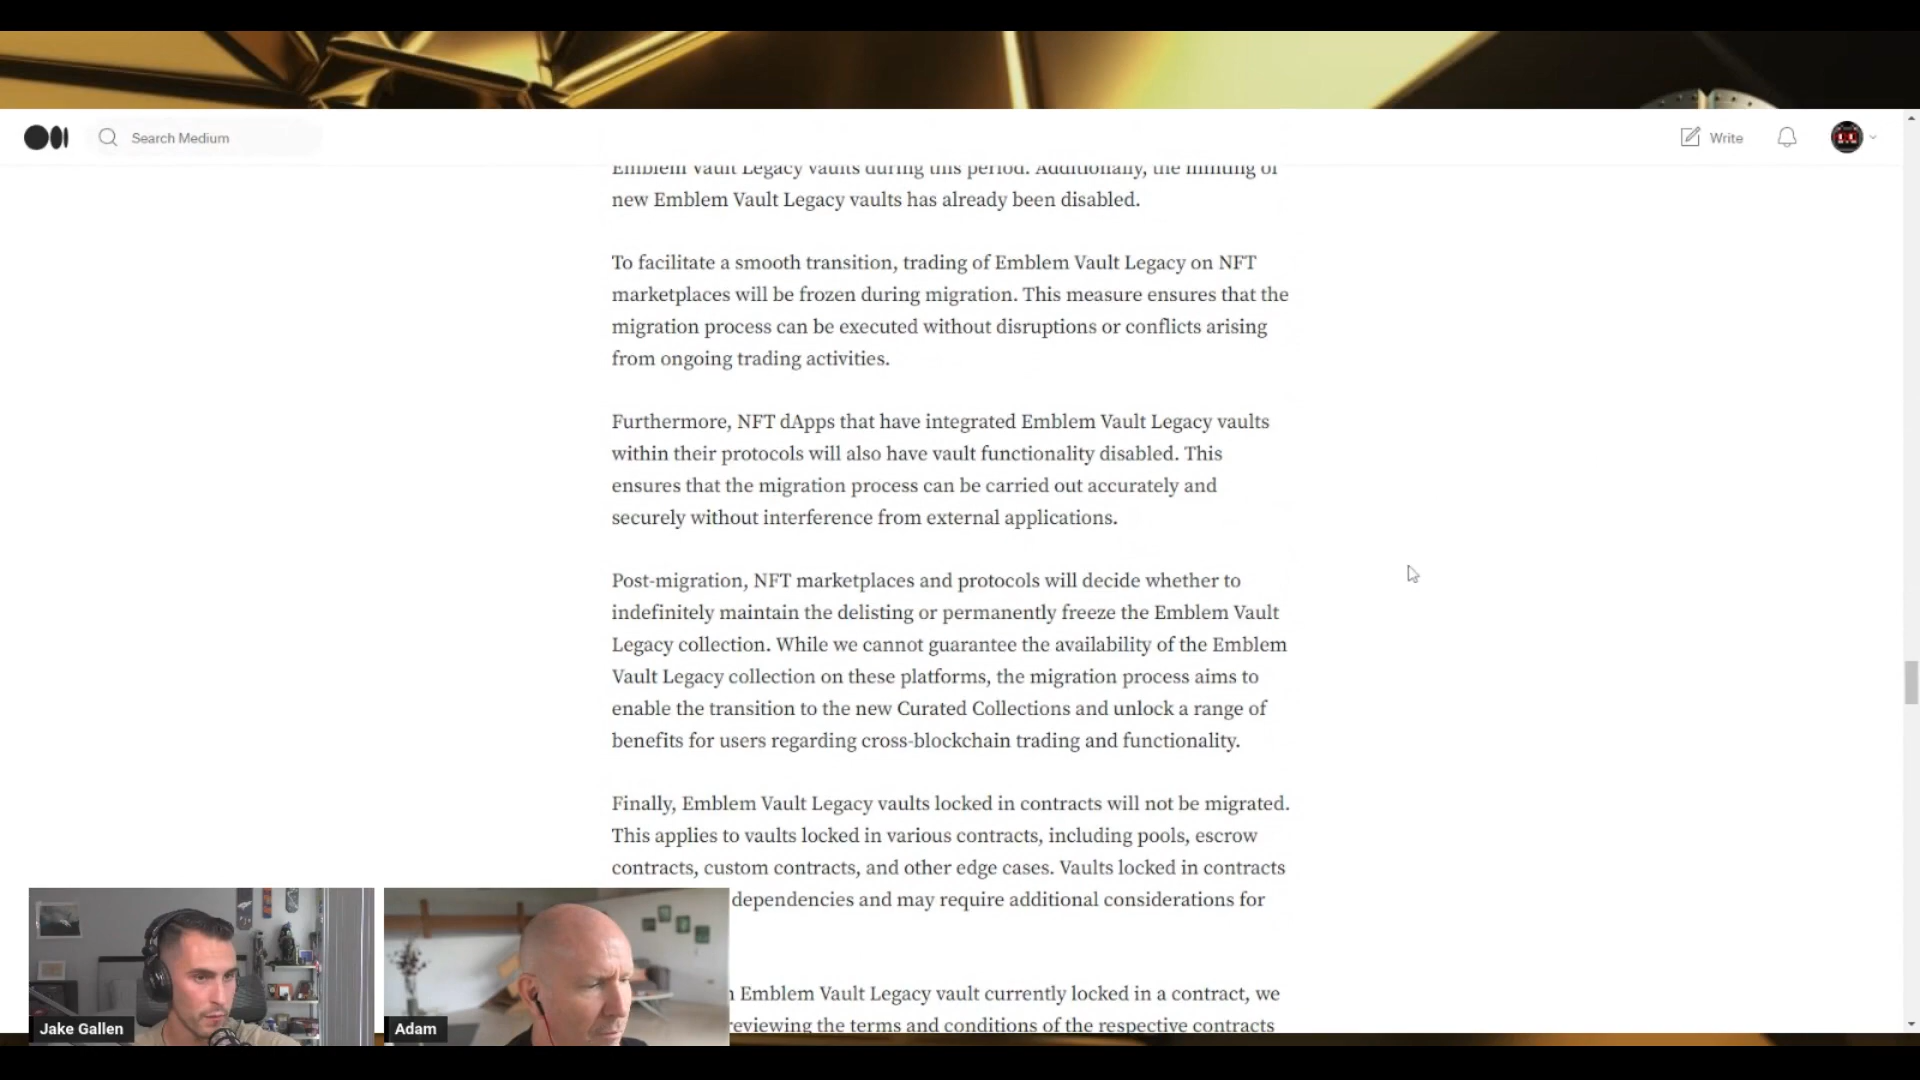 Search Medium
Write
Emblem Vault Legacy vaults during this period. Additionally, the minting of
new Emblem Vault Legacy vaults has already been disabled.
To facilitate a smooth transition, trading of Emblem Vault Legacy on NFT
marketplaces will be frozen during migration. This measure ensures that the
migration process can be executed without disruptions or conflicts arising
from ongoing trading activities.
Furthermore, NFT dApps that have integrated Emblem Vault Legacy vaults
within their protocols will also have vault functionality disabled. This
ensures that the migration process can be carried out accurately and
securely without interference from external applications.
Post-migration, NFT marketplaces and protocols will decide whether to
indefinitely maintain the delisting or permanently freeze the Emblem Vault
Legacy collection. While we cannot guarantee the availability of the Emblem
Vault Legacy collection on these platforms, the migration process aims to
enable the transition to the new Curated Collections and unlock a range of
benefits for users regarding cross-blockchain trading and functionality.
Finally, Emblem Vault Legacy vaults locked in contracts will not be migrated.
This applies to vaults locked in various contracts, including pools, escrow
contracts, custom contracts, and other edge cases. Vaults locked in contracts
dependencies and may require additional considerations for
Emblem Vault Legacy vault currently locked in a contract, we
reviewing the terms and conditions of the respective contracts
Jake Gallen
Adam